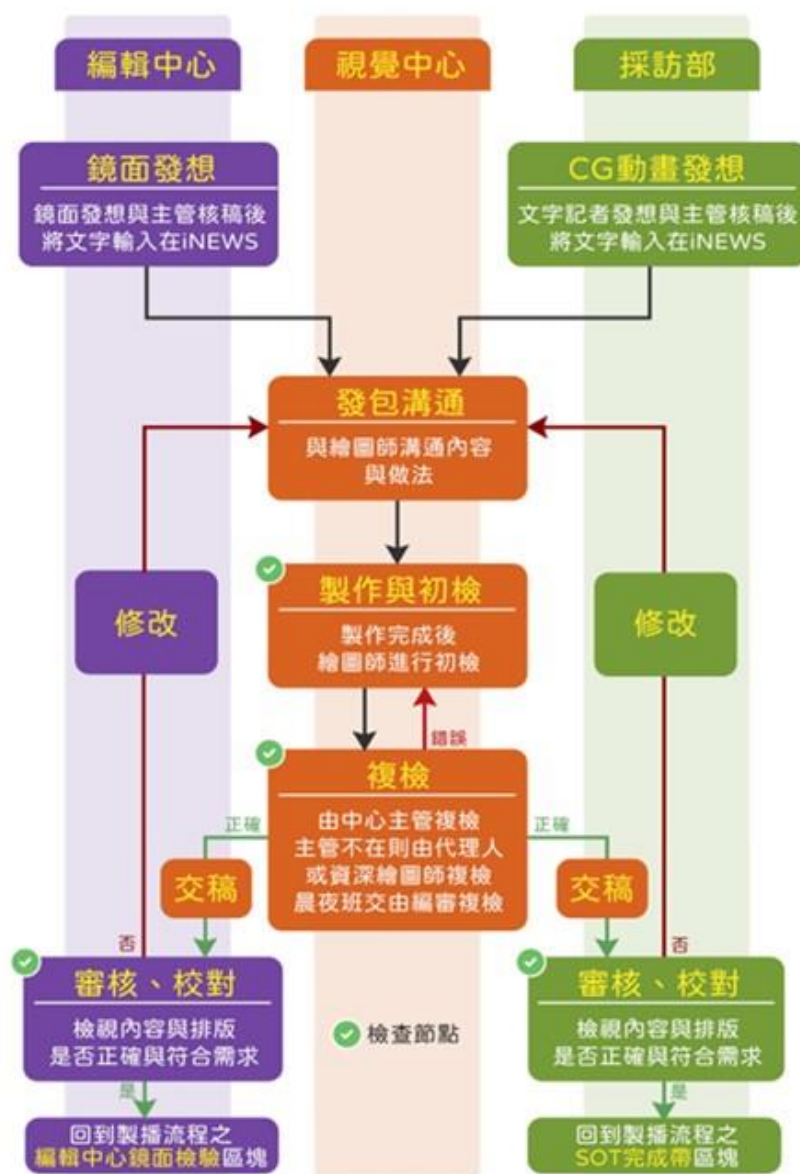 編輯中心
視覺中心
採訪部
鏡面發想
鏡面發想與主管核稿後
將文字輸入在iNEWS
CG動畫發想
文字記者發想與主管核稿後
將文字輸入在iNEWS
發包溝通
與繪圖師溝通內容
與做法
修改
製作與初檢
製作完成後
繪圖師進行初檢
修改
錯誤
複檢
由中心主管複檢
主管不在則由代理人
或資深繪圖師複檢
晨夜班交由編審複檢
正確
正確
交稿
交稿
否
否
審核、校對
檢視內容與排版
是否正確與符合需求
檢查節點
審核、校對
檢視內容與排版
是否正確與符合需求
是
是
回到製播流程之
編輯中心鏡面檢驗區塊
回到製播流程之
SOT完成帶區塊